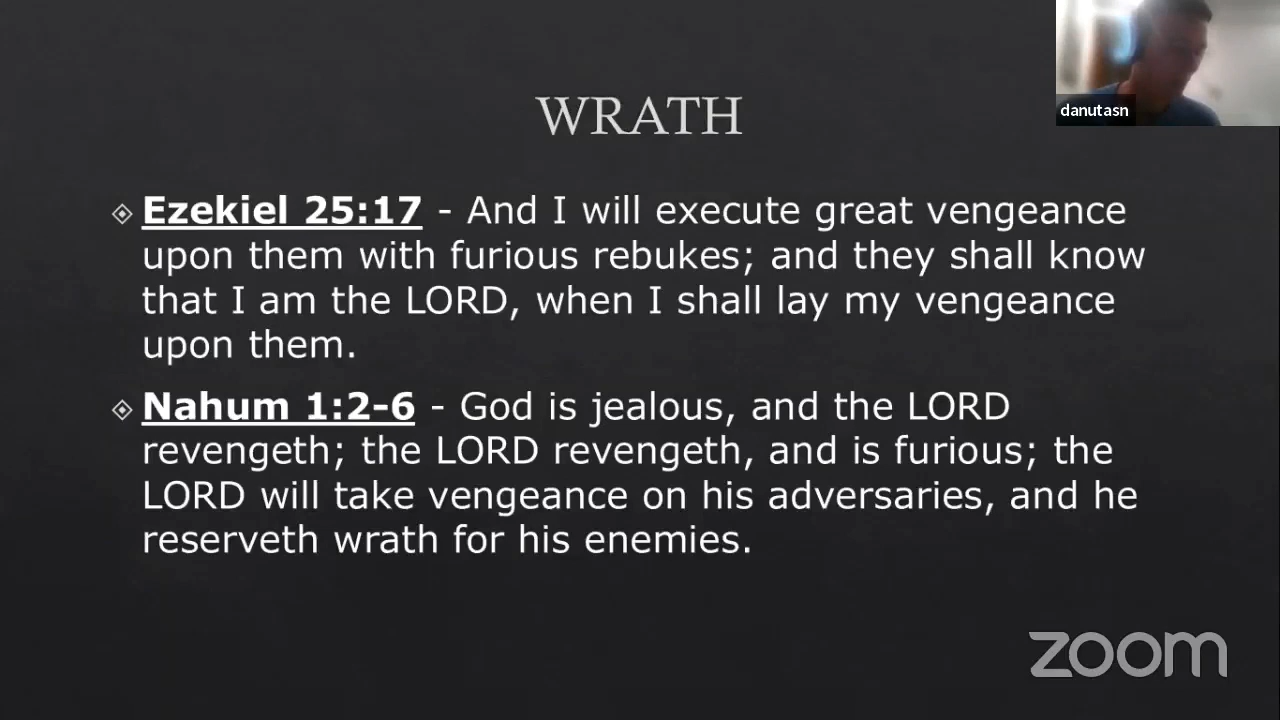 danutasn
WRATH
Ezekiel 25:17 - And I will execute great vengeance
upon them with furious rebukes; and they shall know
that I am the LORD, when I shall lay my vengeance
upon them.
Nahum 1:2-6 - God is jealous, and the LORD
revengeth; the LORD revengeth, and is furious; the
LORD will take vengeance on his adversaries, and he
reserveth wrath for his enemies.
zoom